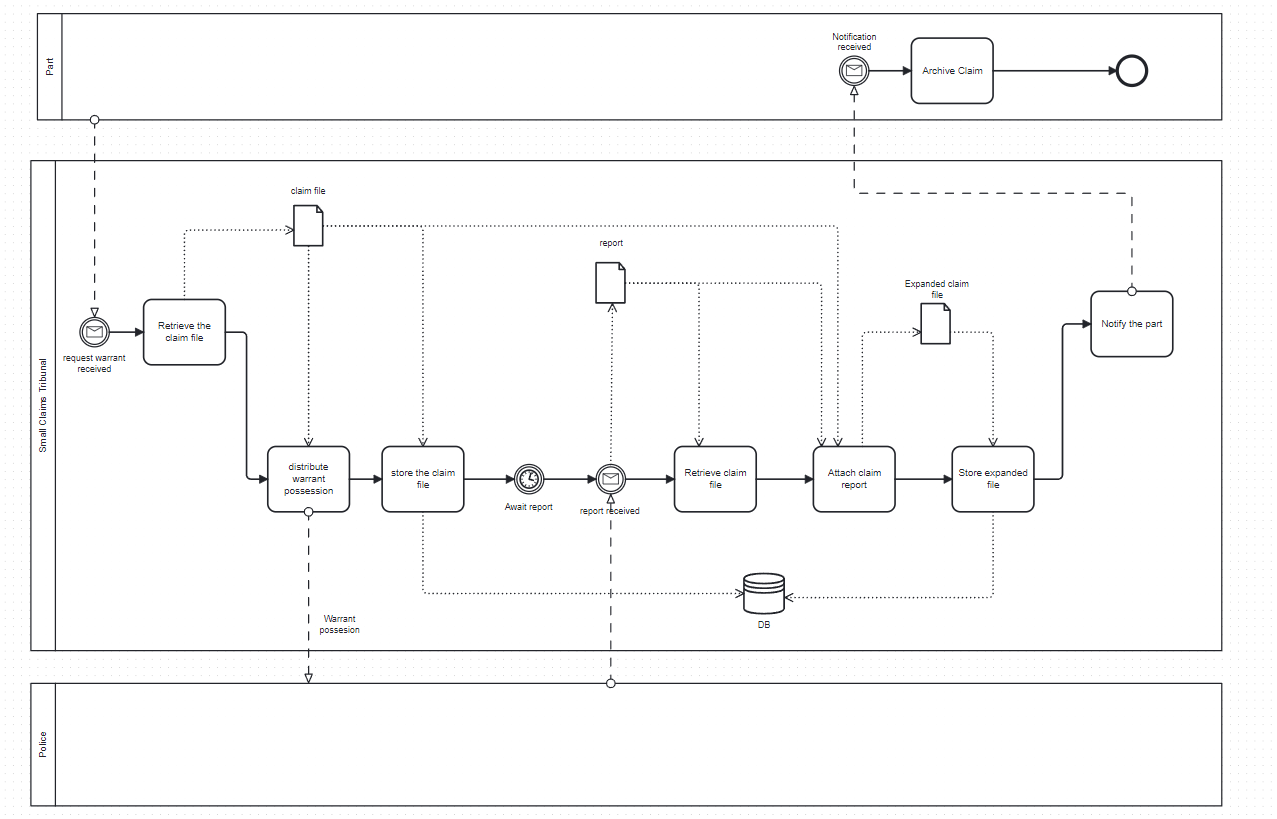 Part
Notification
received
Archive Claim
Small Claims Tribunal
claim file
report
Expanded claim
file
Retrieve the
claim file
Notify the part
request warrant
received
distribute
warrant
possession
store the claim
file
Await report
report received
Retrieve claim
file
Attach claim
report
Store expanded
file
DB
Warrant
possesion
Police